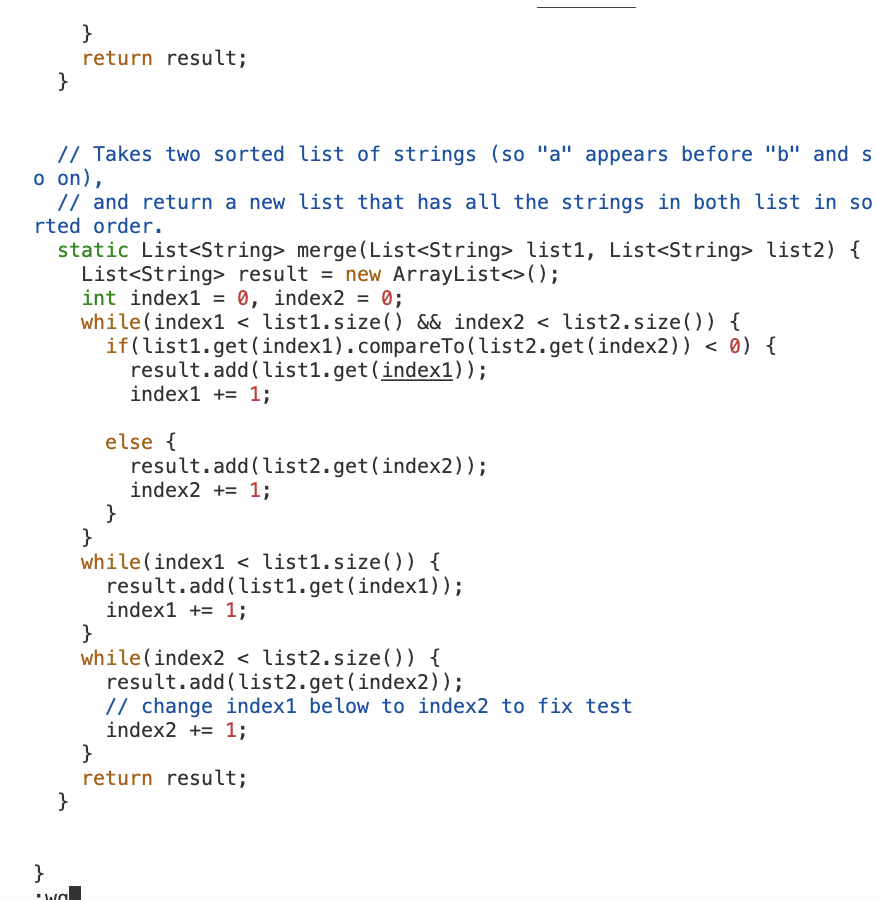 }
    return result;
  }


  // Takes two sorted list of strings (so "a" appears before "b" and s
o on),
  // and return a new list that has all the strings in both list in so
rted order.
  static List<String> merge(List<String> list1, List<String> list2) {
    List<String> result = new ArrayList<>();
    int index1 = 0, index2 = 0;
    while(index1 < list1.size() && index2 < list2.size()) {
      if(list1.get(index1).compareTo(list2.get(index2)) < 0) {
        result.add(list1.get(index1));
        index1 += 1;

      else {
        result.add(list2.get(index2));
        index2 += 1;
      }
    }
    while(index1 < list1.size()) {
      result.add(list1.get(index1));
      index1 += 1;
    }
    while(index2 < list2.size()) {
      result.add(list2.get(index2));
      // change index1 below to index2 to fix test
      index2 += 1;
    }
    return result;
  }


}
:wq